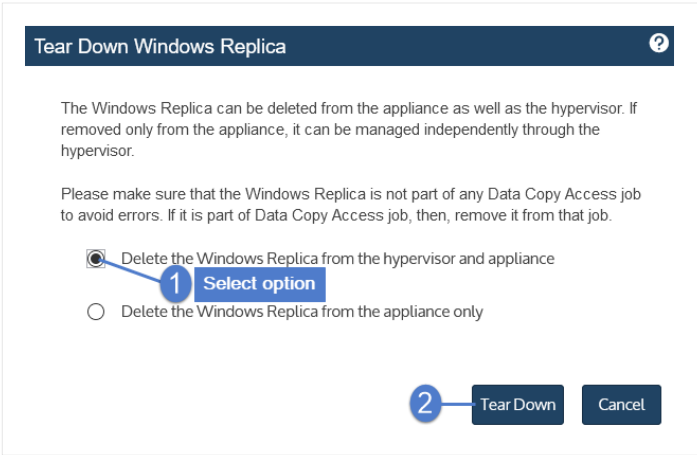 Tear Down Windows Replica ?
The Windows Replica can be deleted from the appliance as well as the hypervisor. If
removed only from the appliance, it can be managed independently through the
hypervisor.
Please make sure that the Windows Replica is not part of any Data Copy Access job
to avoid errors. If it is part of Data Copy Access job, then, remove it from that job.
Delete the Windows Replica from the hypervisor and appliance
1 Select option
Delete the Windows Replica from the appliance only
2 Tear Down Cancel